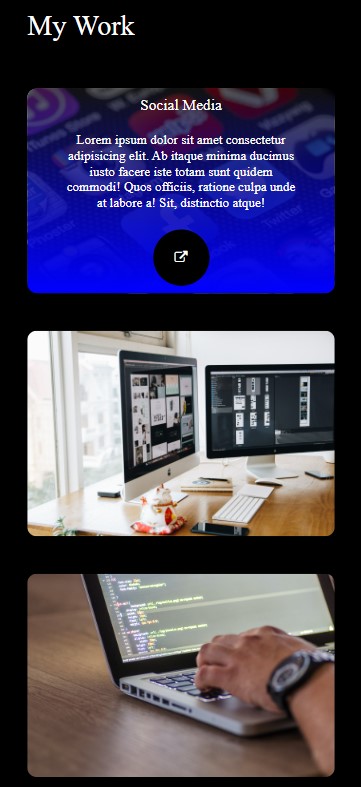 My Work
Social Media
Lorem ipsum dolor sit amet consectetur
adipisicing elit. Ab itaque minima ducimus
iusto facere iste totam sunt quidem
commodi! Quos officiis, ratione culpa unde
at labore a! Sit, distinctio atque!
Twitter